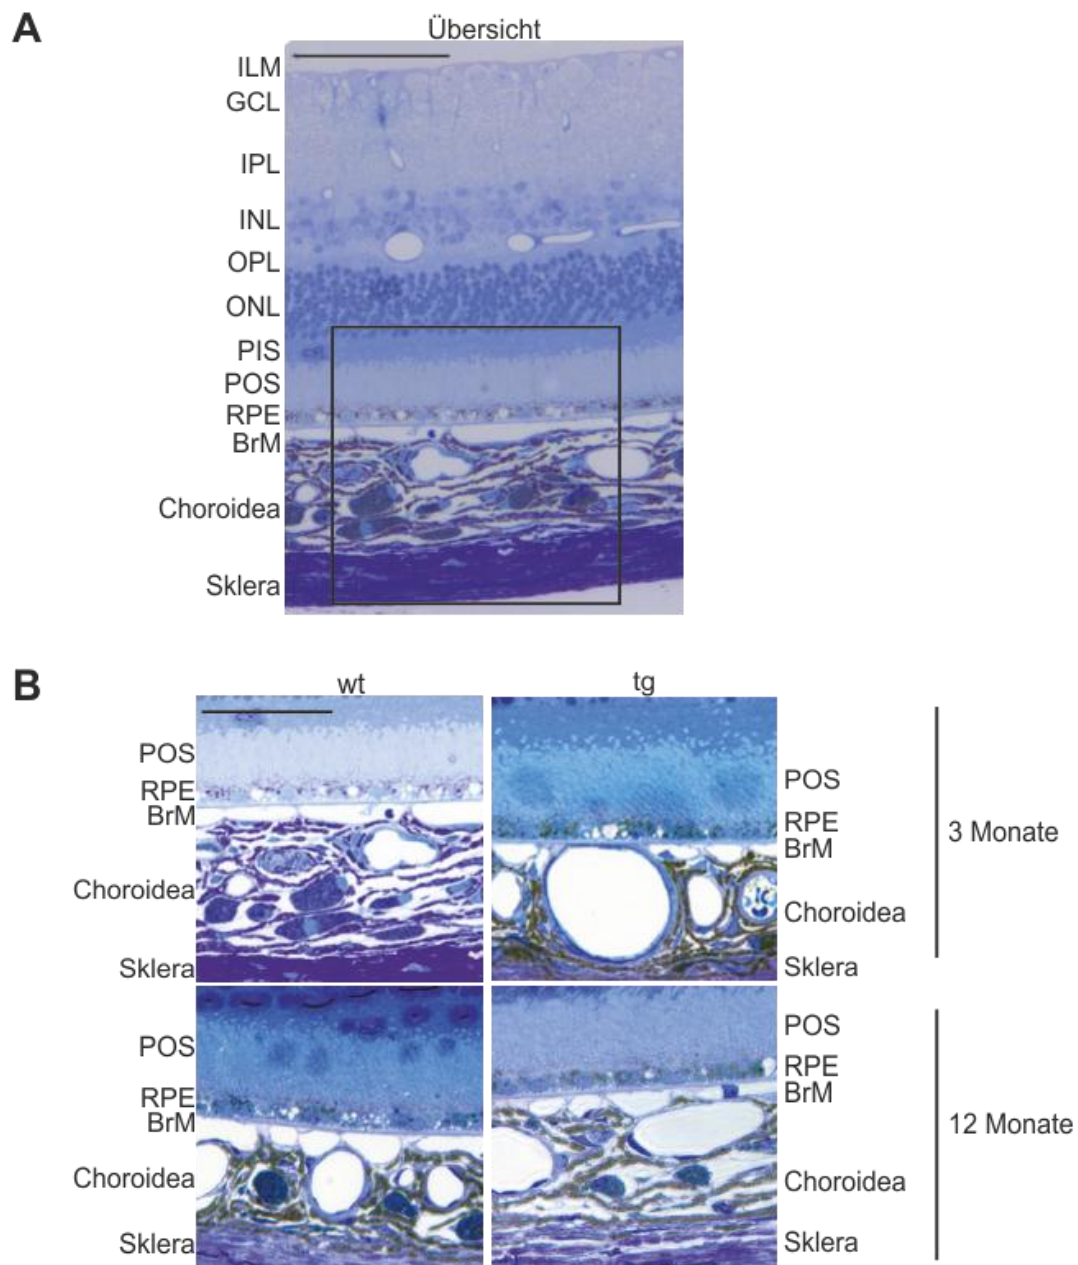 A
Übersicht
ILM
GCL
IPL
INL
OPL
ONL
PIS
POS
RPE
BrM
Choroidea
Sklera
B
wt
tg
POS
RPE
BrM
Choroidea
Sklera
POS
RPE
BrM
Choroidea
Sklera
3 Monate
POS
RPE
BrM
Choroidea
Sklera
POS
RPE
BrM
Choroidea
Sklera
12 Monate